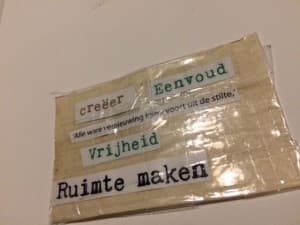 creëer
Eenvoud
"Alle ware vernieuwing komt voort uit de stilte,"
Vrijheid
Ruimte maken